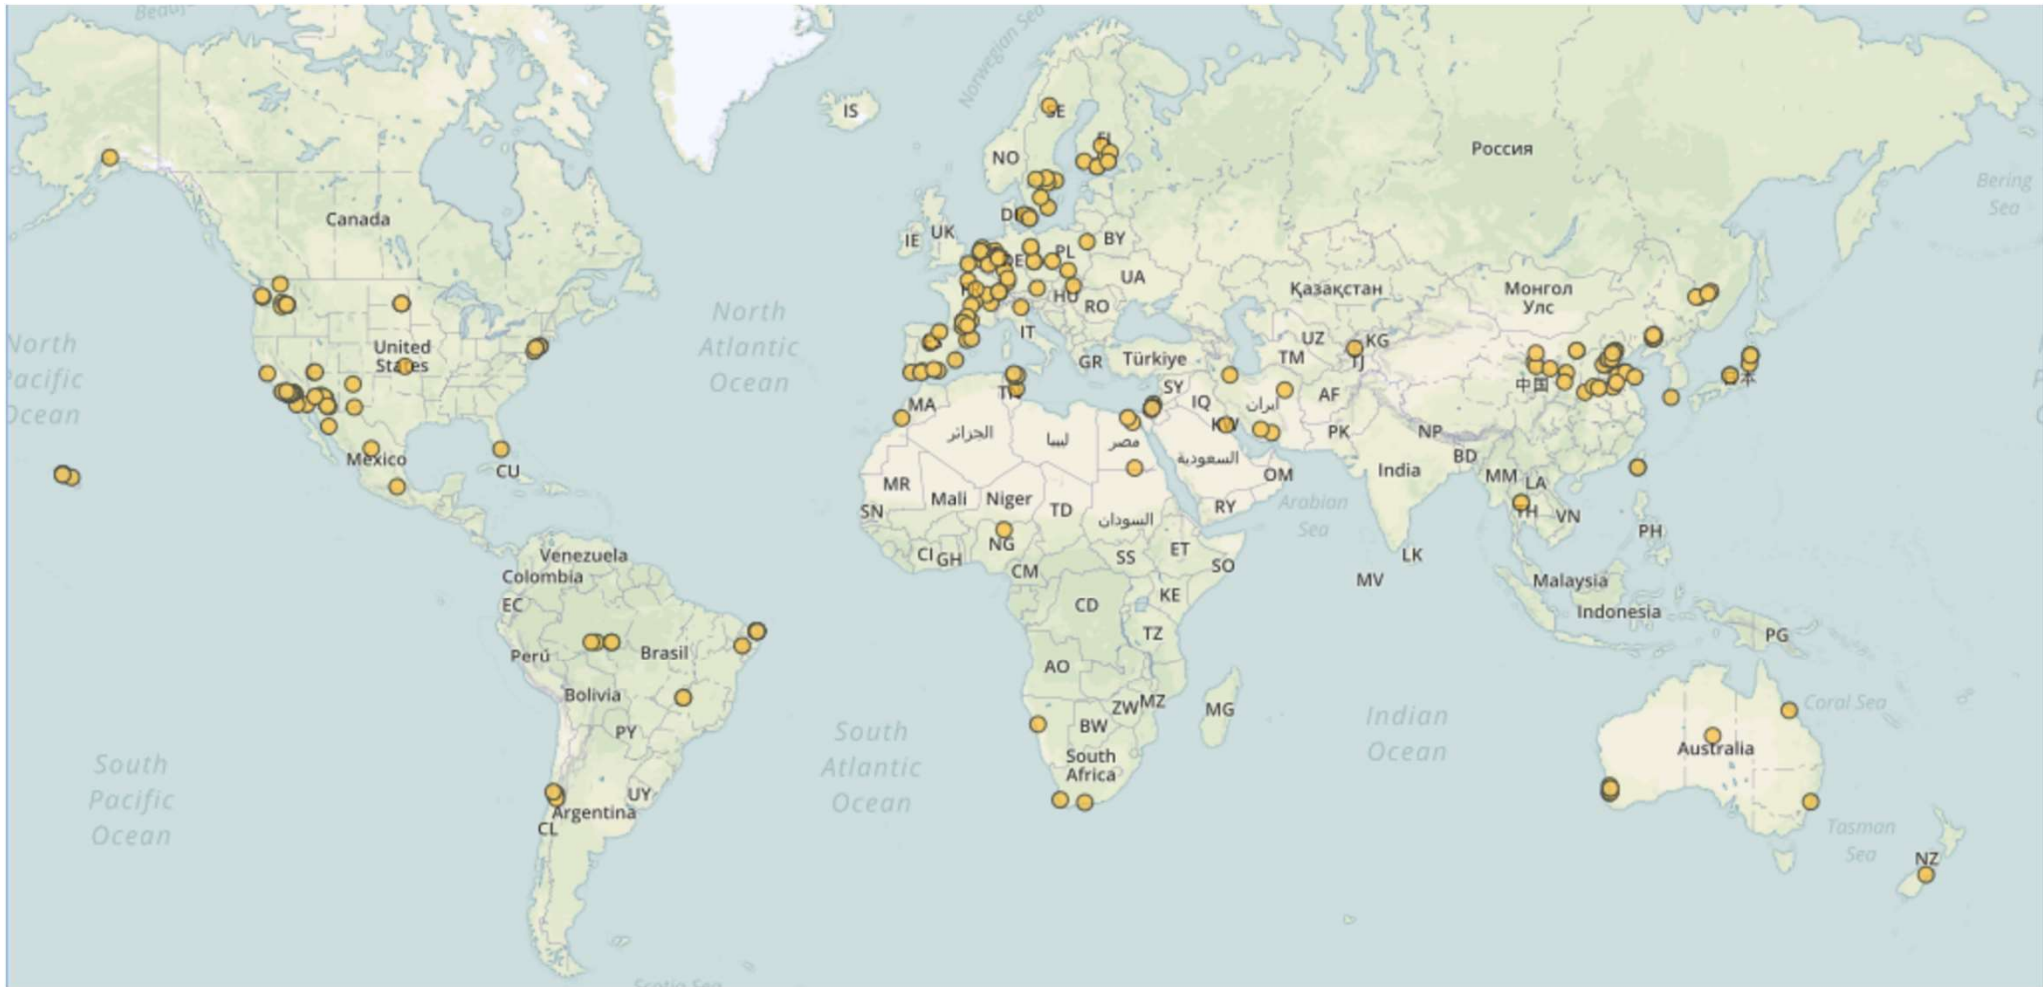 Norwegian Sea
IS
SE
FI
NO
Россия
Bering
Sea
Canada
IE
UK
BY
PL
DE
UA
Қазақстан
Монгол
Улс
HU
RO
North
Atlantic
Ocean
North
Pacific
Ocean
IT
United
States
GR
Türkiye
UZ
KG
TM
TJ
中国
SY
IQ
AF
ایران
MA
الجزائر
ليبيا
مصر
KW
PK
NP
BD
México
CU
السعودية
OM
India
MM
LA
MR
Mali
Niger
TD
RY
Arabian
Sea
TH
VN
SN
السودان
PH
CI
GH
NG
CM
SS
ET
SO
LK
Venezuela
Colombia
MV
Malaysia
EC
CD
KE
Indonesia
TZ
PG
Perú
Brasil
AO
Bolivia
ZW
MZ
MG
Coral Sea
PY
BW
South
Atlantic
Ocean
Indian
Ocean
Australia
South
Africa
South
Pacific
Ocean
UY
Argentina
CL
Tasman
Sea
NZ